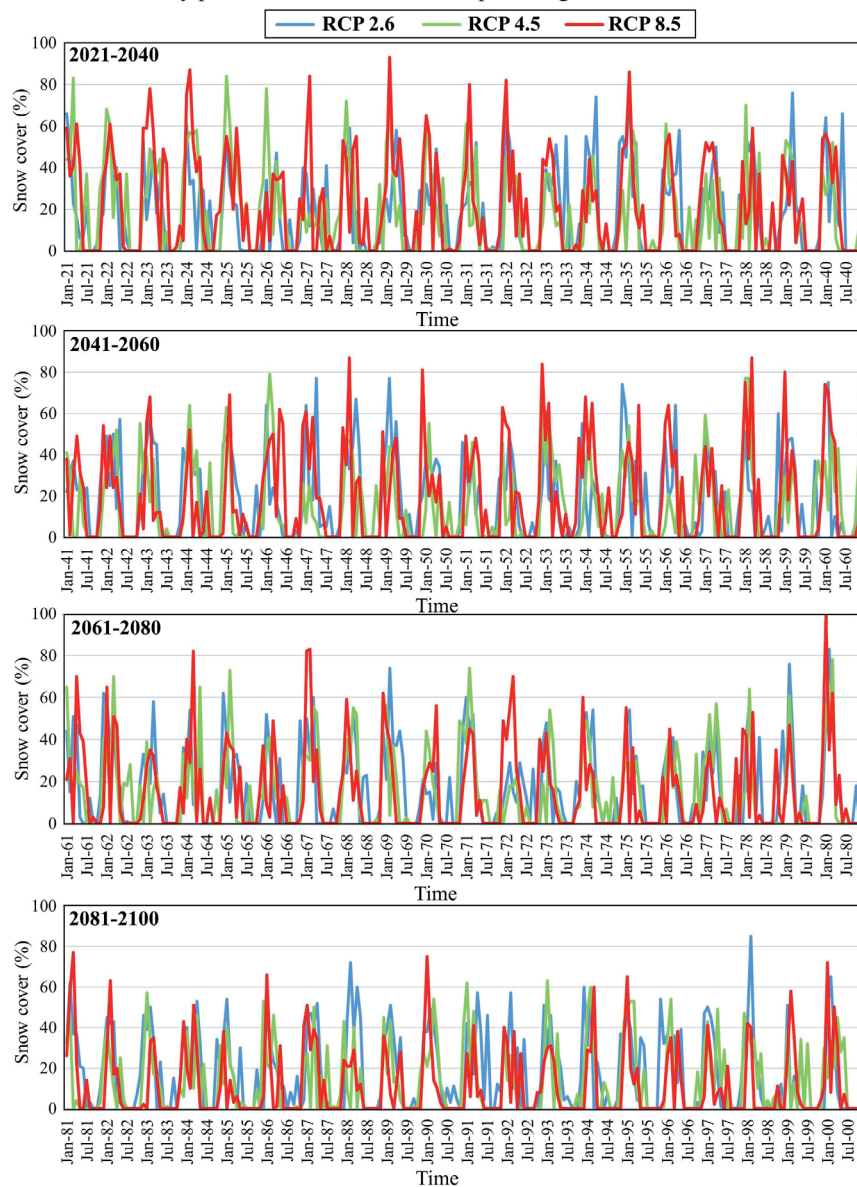 RCP 2.6 RCP 4.5 RCP 8.5
2021-2040
Snow cover (%)
100
80
60
40
20
0
Jan-21 Jul-21 Jan-22 Jul-22 Jan-23 Jul-23 Jan-24 Jul-24 Jan-25 Jul-25 Jan-26 Jul-26 Jan-27 Jul-27 Jan-28 Jul-28 Jan-29 Jul-29 Jan-30 Jul-30 Jan-31 Jul-31 Jan-32 Jul-32 Jan-33 Jul-33 Jan-34 Jul-34 Jan-35 Jul-35 Jan-36 Jul-36 Jan-37 Jul-37 Jan-38 Jul-38 Jan-39 Jul-39 Jan-40 Jul-40
Time
2041-2060
Snow cover (%)
100
80
60
40
20
0
Jan-41 Jul-41 Jan-42 Jul-42 Jan-43 Jul-43 Jan-44 Jul-44 Jan-45 Jul-45 Jan-46 Jul-46 Jan-47 Jul-47 Jan-48 Jul-48 Jan-49 Jul-49 Jan-50 Jul-50 Jan-51 Jul-51 Jan-52 Jul-52 Jan-53 Jul-53 Jan-54 Jul-54 Jan-55 Jul-55 Jan-56 Jul-56 Jan-57 Jul-57 Jan-58 Jul-58 Jan-59 Jul-59 Jan-60 Jul-60
Time
2061-2080
Snow cover (%)
100
80
60
40
20
0
Jan-61 Jul-61 Jan-62 Jul-62 Jan-63 Jul-63 Jan-64 Jul-64 Jan-65 Jul-65 Jan-66 Jul-66 Jan-67 Jul-67 Jan-68 Jul-68 Jan-69 Jul-69 Jan-70 Jul-70 Jan-71 Jul-71 Jan-72 Jul-72 Jan-73 Jul-73 Jan-74 Jul-74 Jan-75 Jul-75 Jan-76 Jul-76 Jan-77 Jul-77 Jan-78 Jul-78 Jan-79 Jul-79 Jan-80 Jul-80
Time
2081-2100
Snow cover (%)
100
80
60
40
20
0
Jan-81 Jul-81 Jan-82 Jul-82 Jan-83 Jul-83 Jan-84 Jul-84 Jan-85 Jul-85 Jan-86 Jul-86 Jan-87 Jul-87 Jan-88 Jul-88 Jan-89 Jul-89 Jan-90 Jul-90 Jan-91 Jul-91 Jan-92 Jul-92 Jan-93 Jul-93 Jan-94 Jul-94 Jan-95 Jul-95 Jan-96 Jul-96 Jan-97 Jul-97 Jan-98 Jul-98 Jan-99 Jul-99 Jan-00 Jul-00
Time